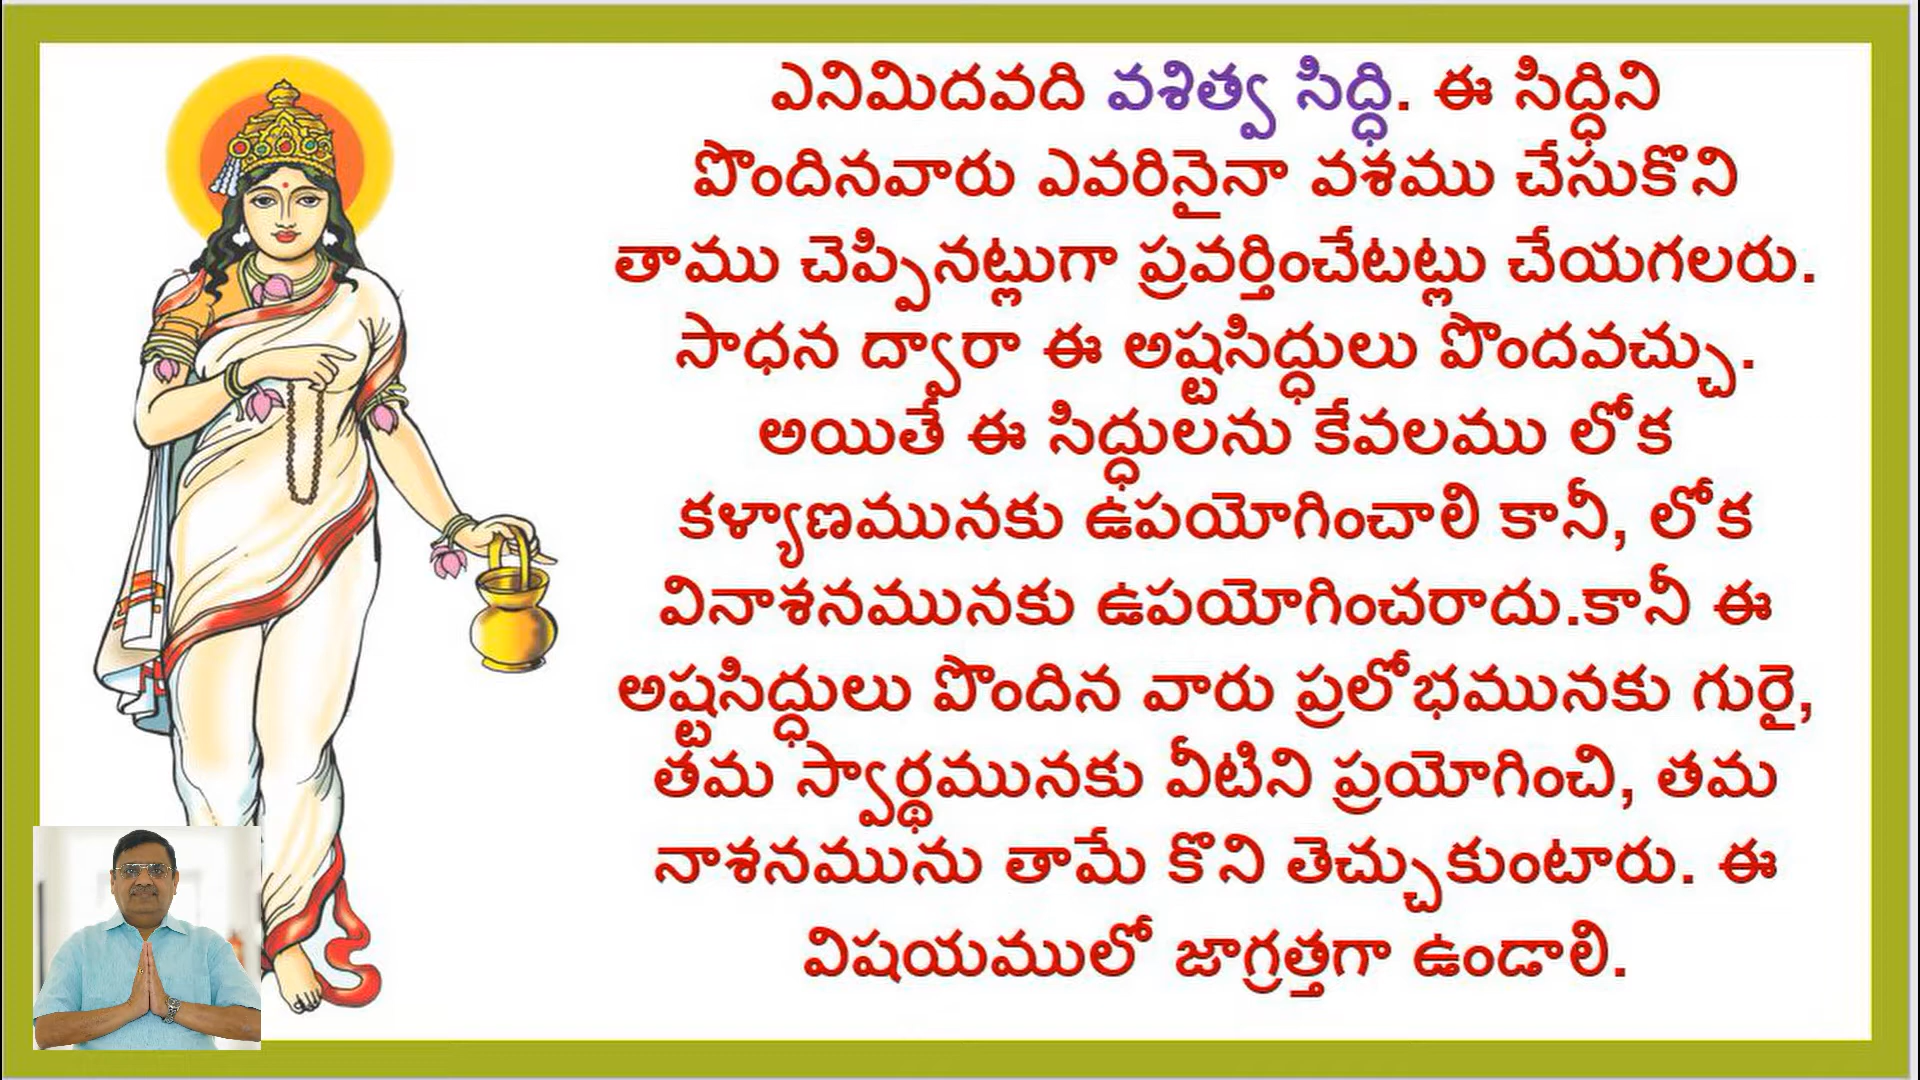 ఎనిమిదవది వశిత్వ సిద్ధి. ఈ సిద్ధిని
పొందినవారు ఎవరినైనా వశము చేసుకొని
తాము చెప్పినట్లుగా ప్రవర్తించేటట్లు చేయగలరు.
సాధన ద్వారా ఈ అష్టసిద్ధులు పొందవచ్చు.
అయితే ఈ సిద్ధులను కేవలము లోక
కళ్యాణమునకు ఉపయోగించాలి కానీ, లోక
వినాశనమునకు ఉపయోగించరాదు.కానీ ఈ
అష్టసిద్ధులు పొందిన వారు ప్రలోభమునకు గురై,
తమ స్వార్థమునకు వీటిని ప్రయోగించి, తమ
నాశనమును తామే కొని తెచ్చుకుంటారు. ఈ
విషయములో జాగ్రత్తగా ఉండాలి.